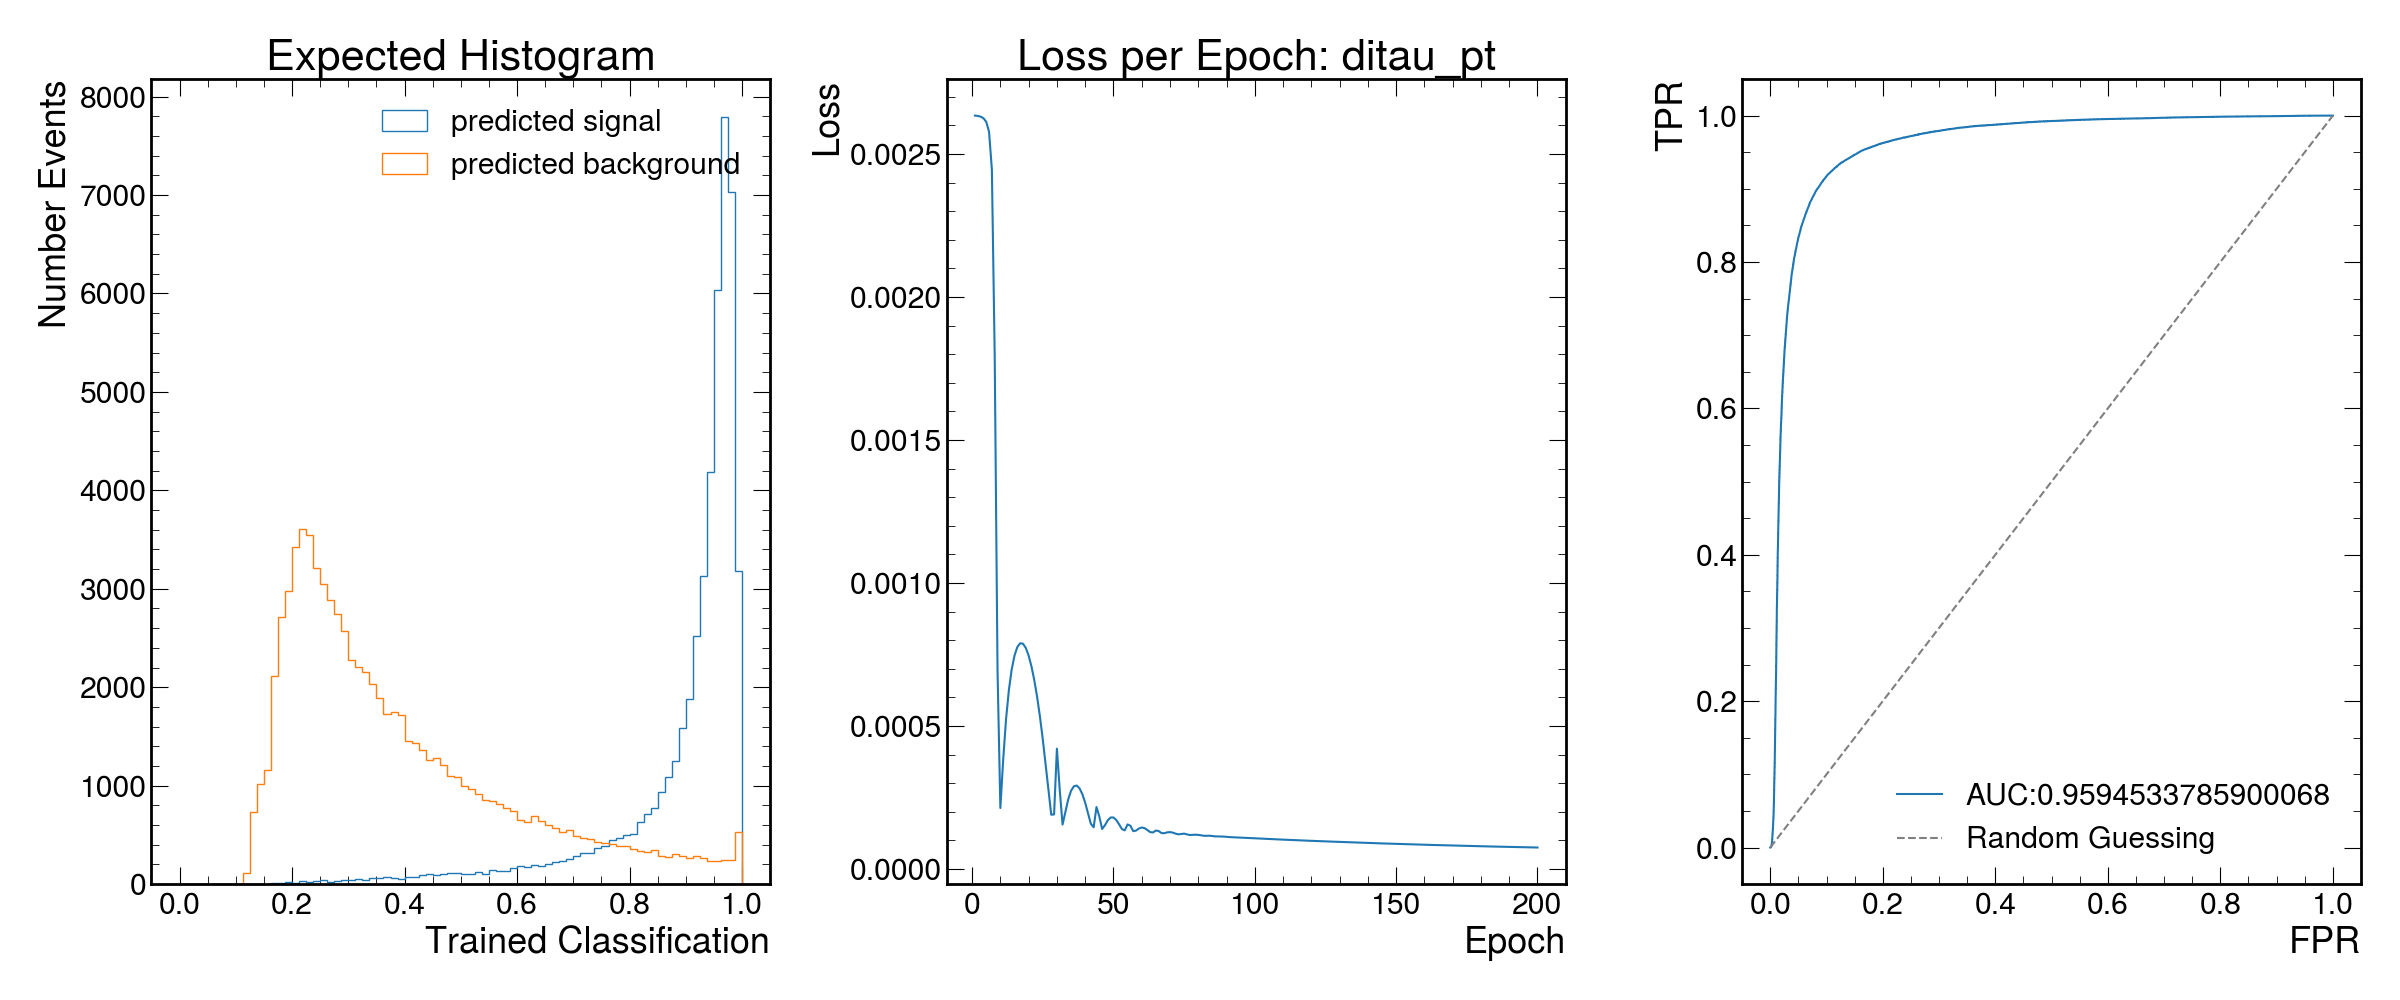 Expected Histogram
Number Events
8000
7000
6000
5000
4000
3000
2000
1000
0
predicted signal
predicted background
0.0 0.2 0.4 0.6 0.8 1.0
Trained Classification
Loss per Epoch: ditau_pt
Loss
0.0025
0.0020
0.0015
0.0010
0.0005
0.0000
0 50 100 150 200
Epoch
TPR
1.0
0.8
0.6
0.4
0.2
0.0
AUC:0.9594533785900068
Random Guessing
0.0 0.2 0.4 0.6 0.8 1.0
FPR